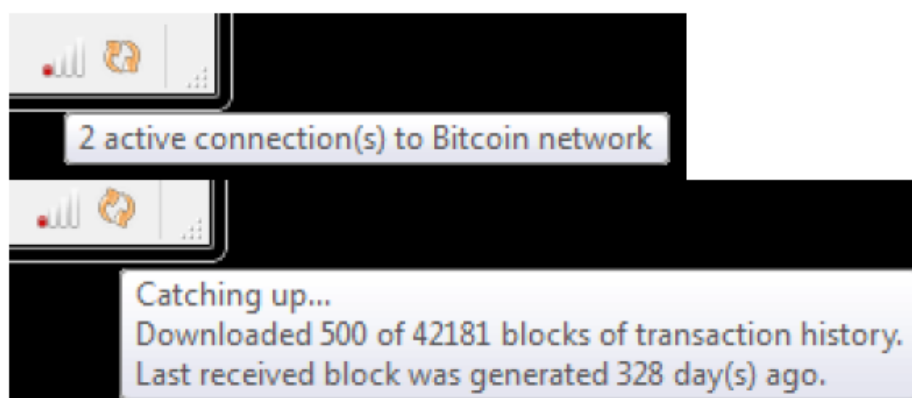 2 active connection(s) to Bitcoin network
Catching up...
Downloaded 500 of 42181 blocks of transaction history.
Last received block was generated 328 day(s) ago.